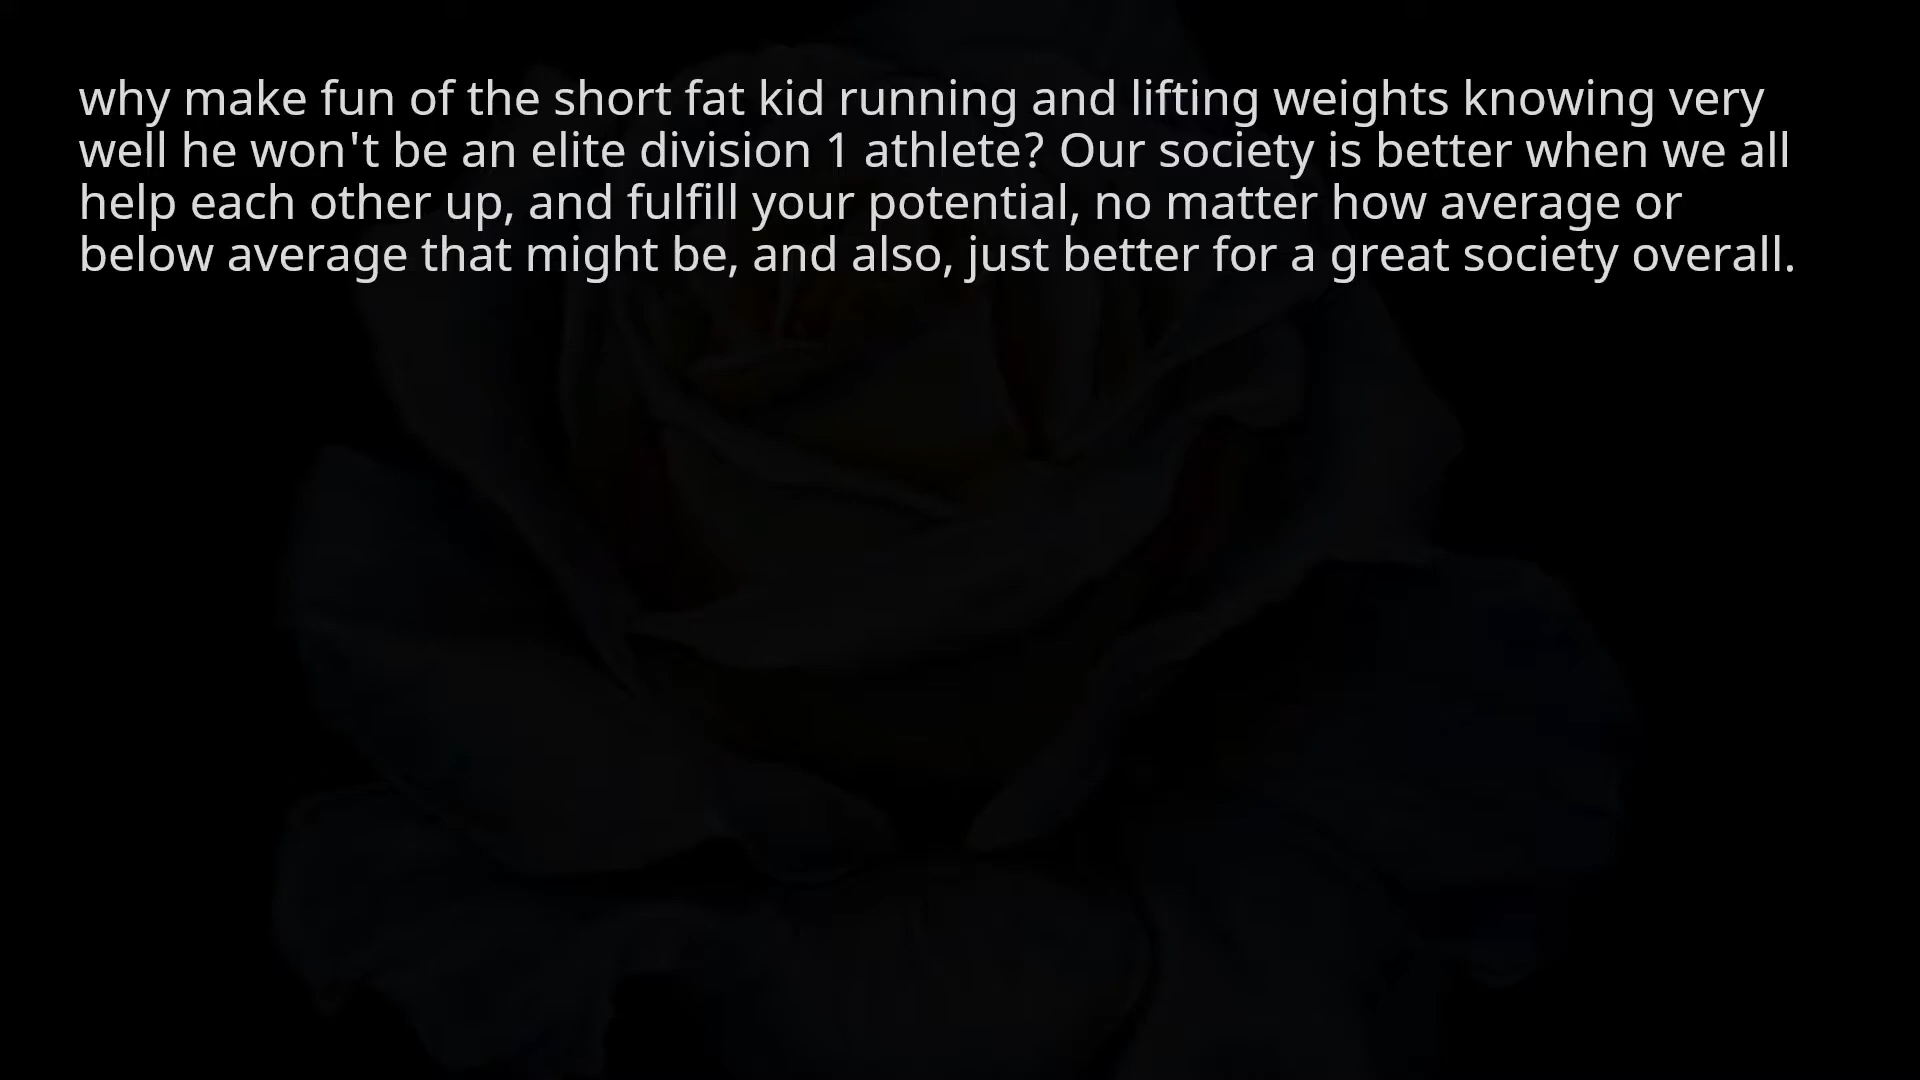 why make fun of the short fat kid running and lifting weights knowing very
well he won't be an elite division 1 athlete? Our society is better when we all
help each other up, and fulfill your potential, no matter how average or
below average that might be, and also, just better for a great society overall.